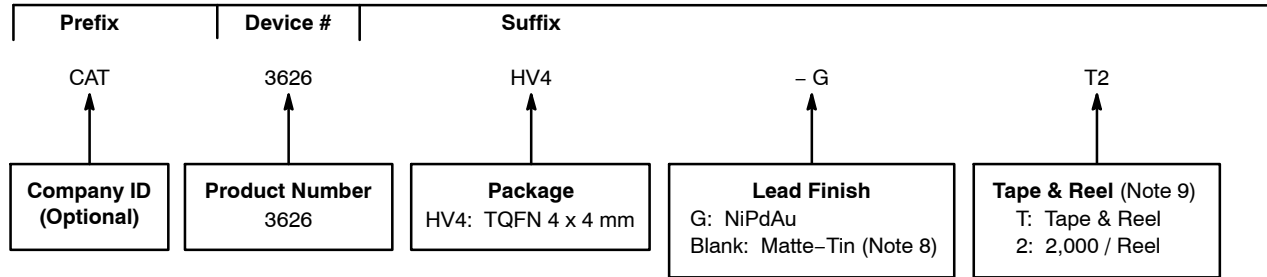 Prefix Device # Suffix
CAT 3626 HV4 – G T2
Company ID
(Optional)
Product Number
3626
Package
HV4: TQFN 4 x 4 mm
Lead Finish
G: NiPdAu
Blank: Matte−Tin (Note 8)
Tape & Reel (Note 9)
T: Tape & Reel
2: 2,000 / Reel